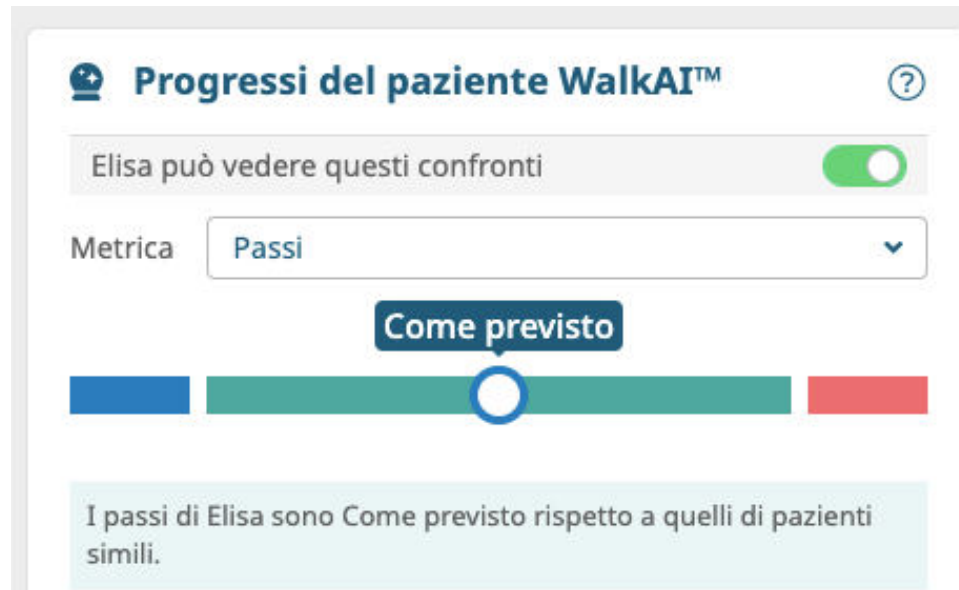 Progressi del paziente WalkAI™
Elisa può vedere questi confronti
Metrica Passi
Come previsto
I passi di Elisa sono Come previsto rispetto a quelli di pazienti
simili.